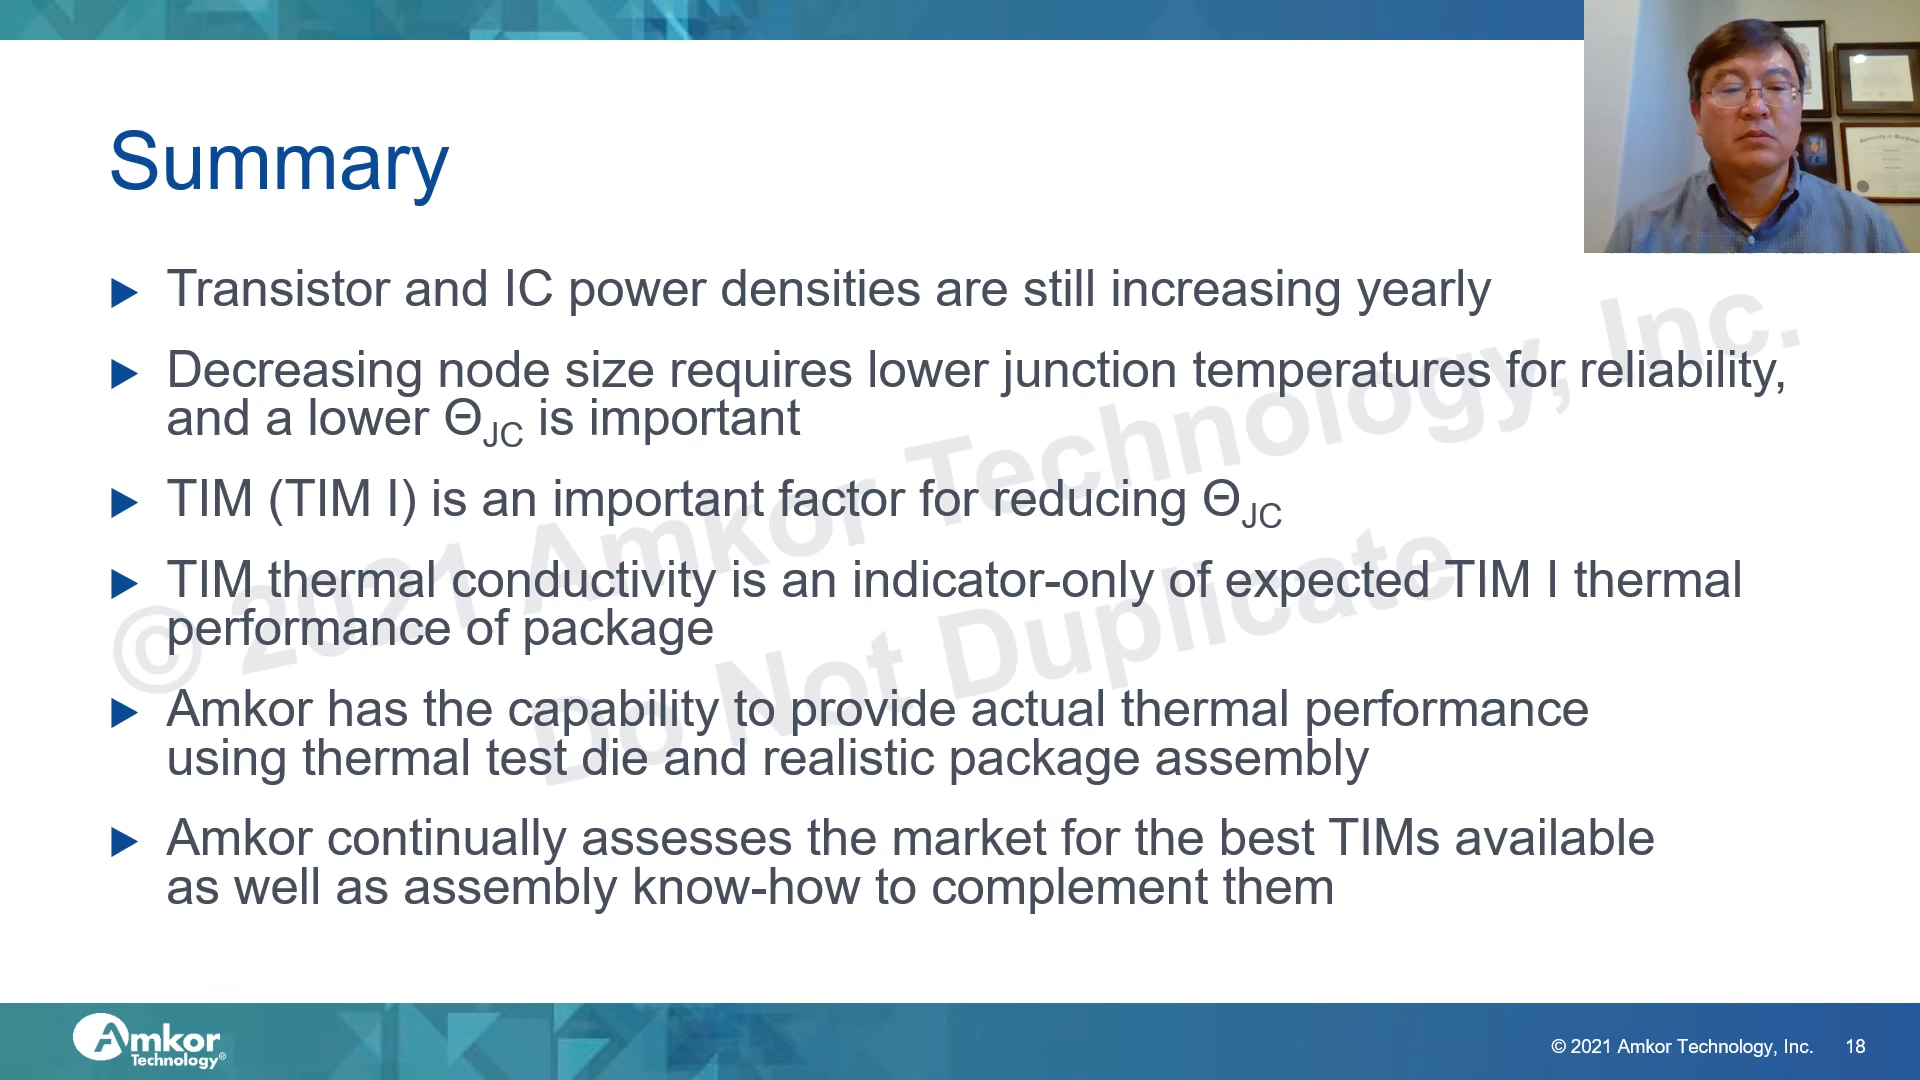 Summary
Transistor and IC power densities are still increasing yearly
Decreasing node size requires lower junction temperatures for reliability,
and a lower ΘJC is important
TIM (TIM I) is an important factor for reducing ΘJC
TIM thermal conductivity is an indicator-only of expected TIM I thermal
performance of package
Amkor has the capability to provide actual thermal performance
using thermal test die and realistic package assembly
Amkor continually assesses the market for the best TIMs available
as well as assembly know-how to complement them
© 2021 Amkor Technology, Inc.
Do Not Duplicate
Amkor
Technology®
© 2021 Amkor Technology, Inc. 18